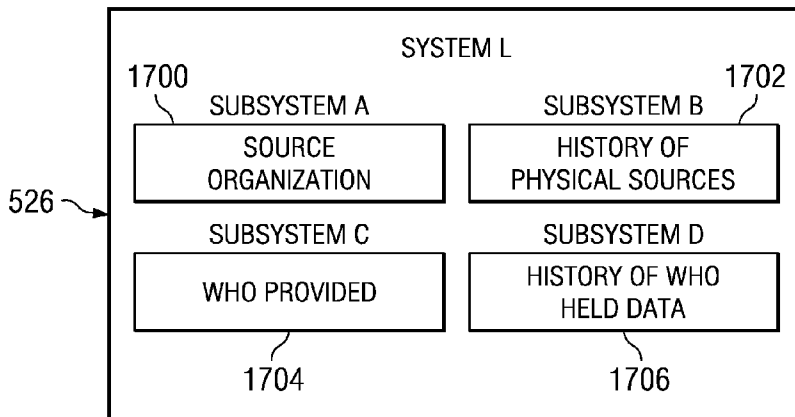 SYSTEM L
1700
1702
SUBSYSTEM A
SUBSYSTEM B
SOURCE
ORGANIZATION
HISTORY OF
PHYSICAL SOURCES
526
SUBSYSTEM C
SUBSYSTEM D
WHO PROVIDED
HISTORY OF WHO
HELD DATA
1704
1706